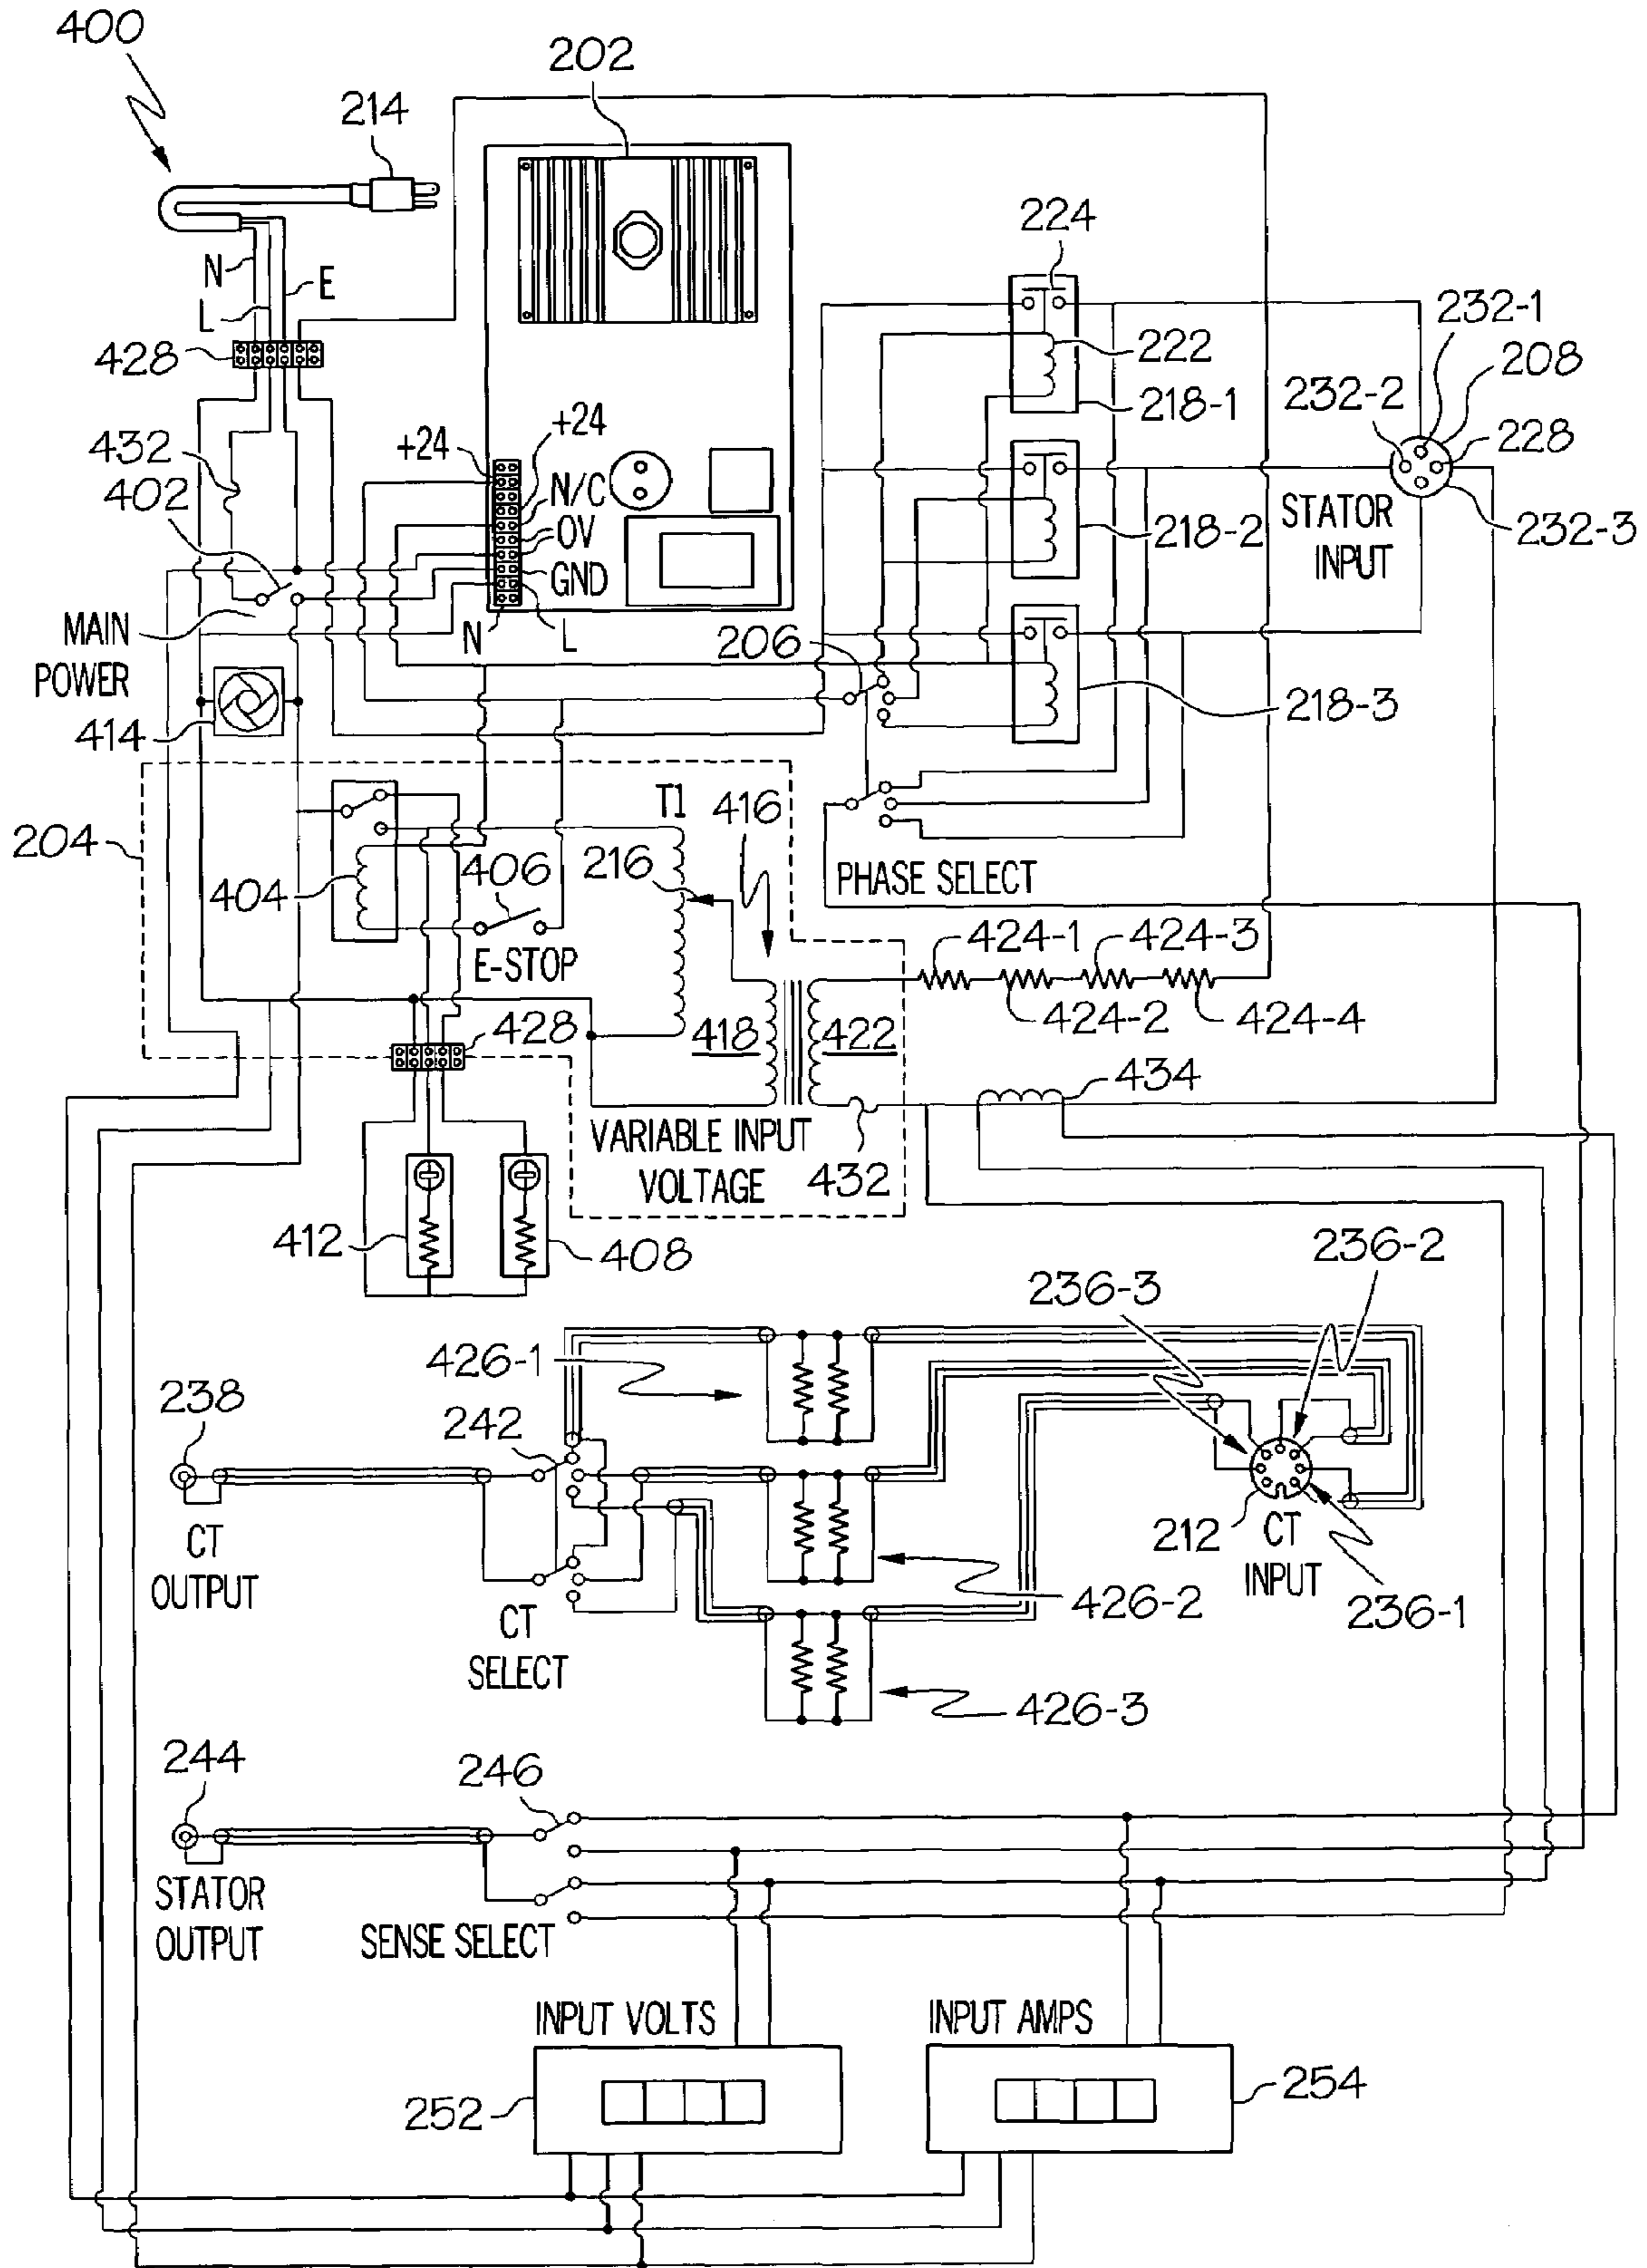 400
202
214
N
E
L
428
224
232-1
222
208
232-2
218-1
228
+24
+24
432
N/C
402
0V
STATOR
INPUT
218-2
232-3
GND
MAIN
POWER
N
L
206
218-3
414
T1
416
204
404
406
216
PHASE SELECT
E-STOP
424-1
424-3
424-2
424-4
418
422
428
434
VARIABLE INPUT
VOLTAGE
432
412
408
236-2
236-3
426-1
238
242
CT
OUTPUT
212
CT
INPUT
CT
SELECT
426-2
236-1
426-3
244
246
STATOR
OUTPUT
SENSE SELECT
INPUT VOLTS
INPUT AMPS
252
254